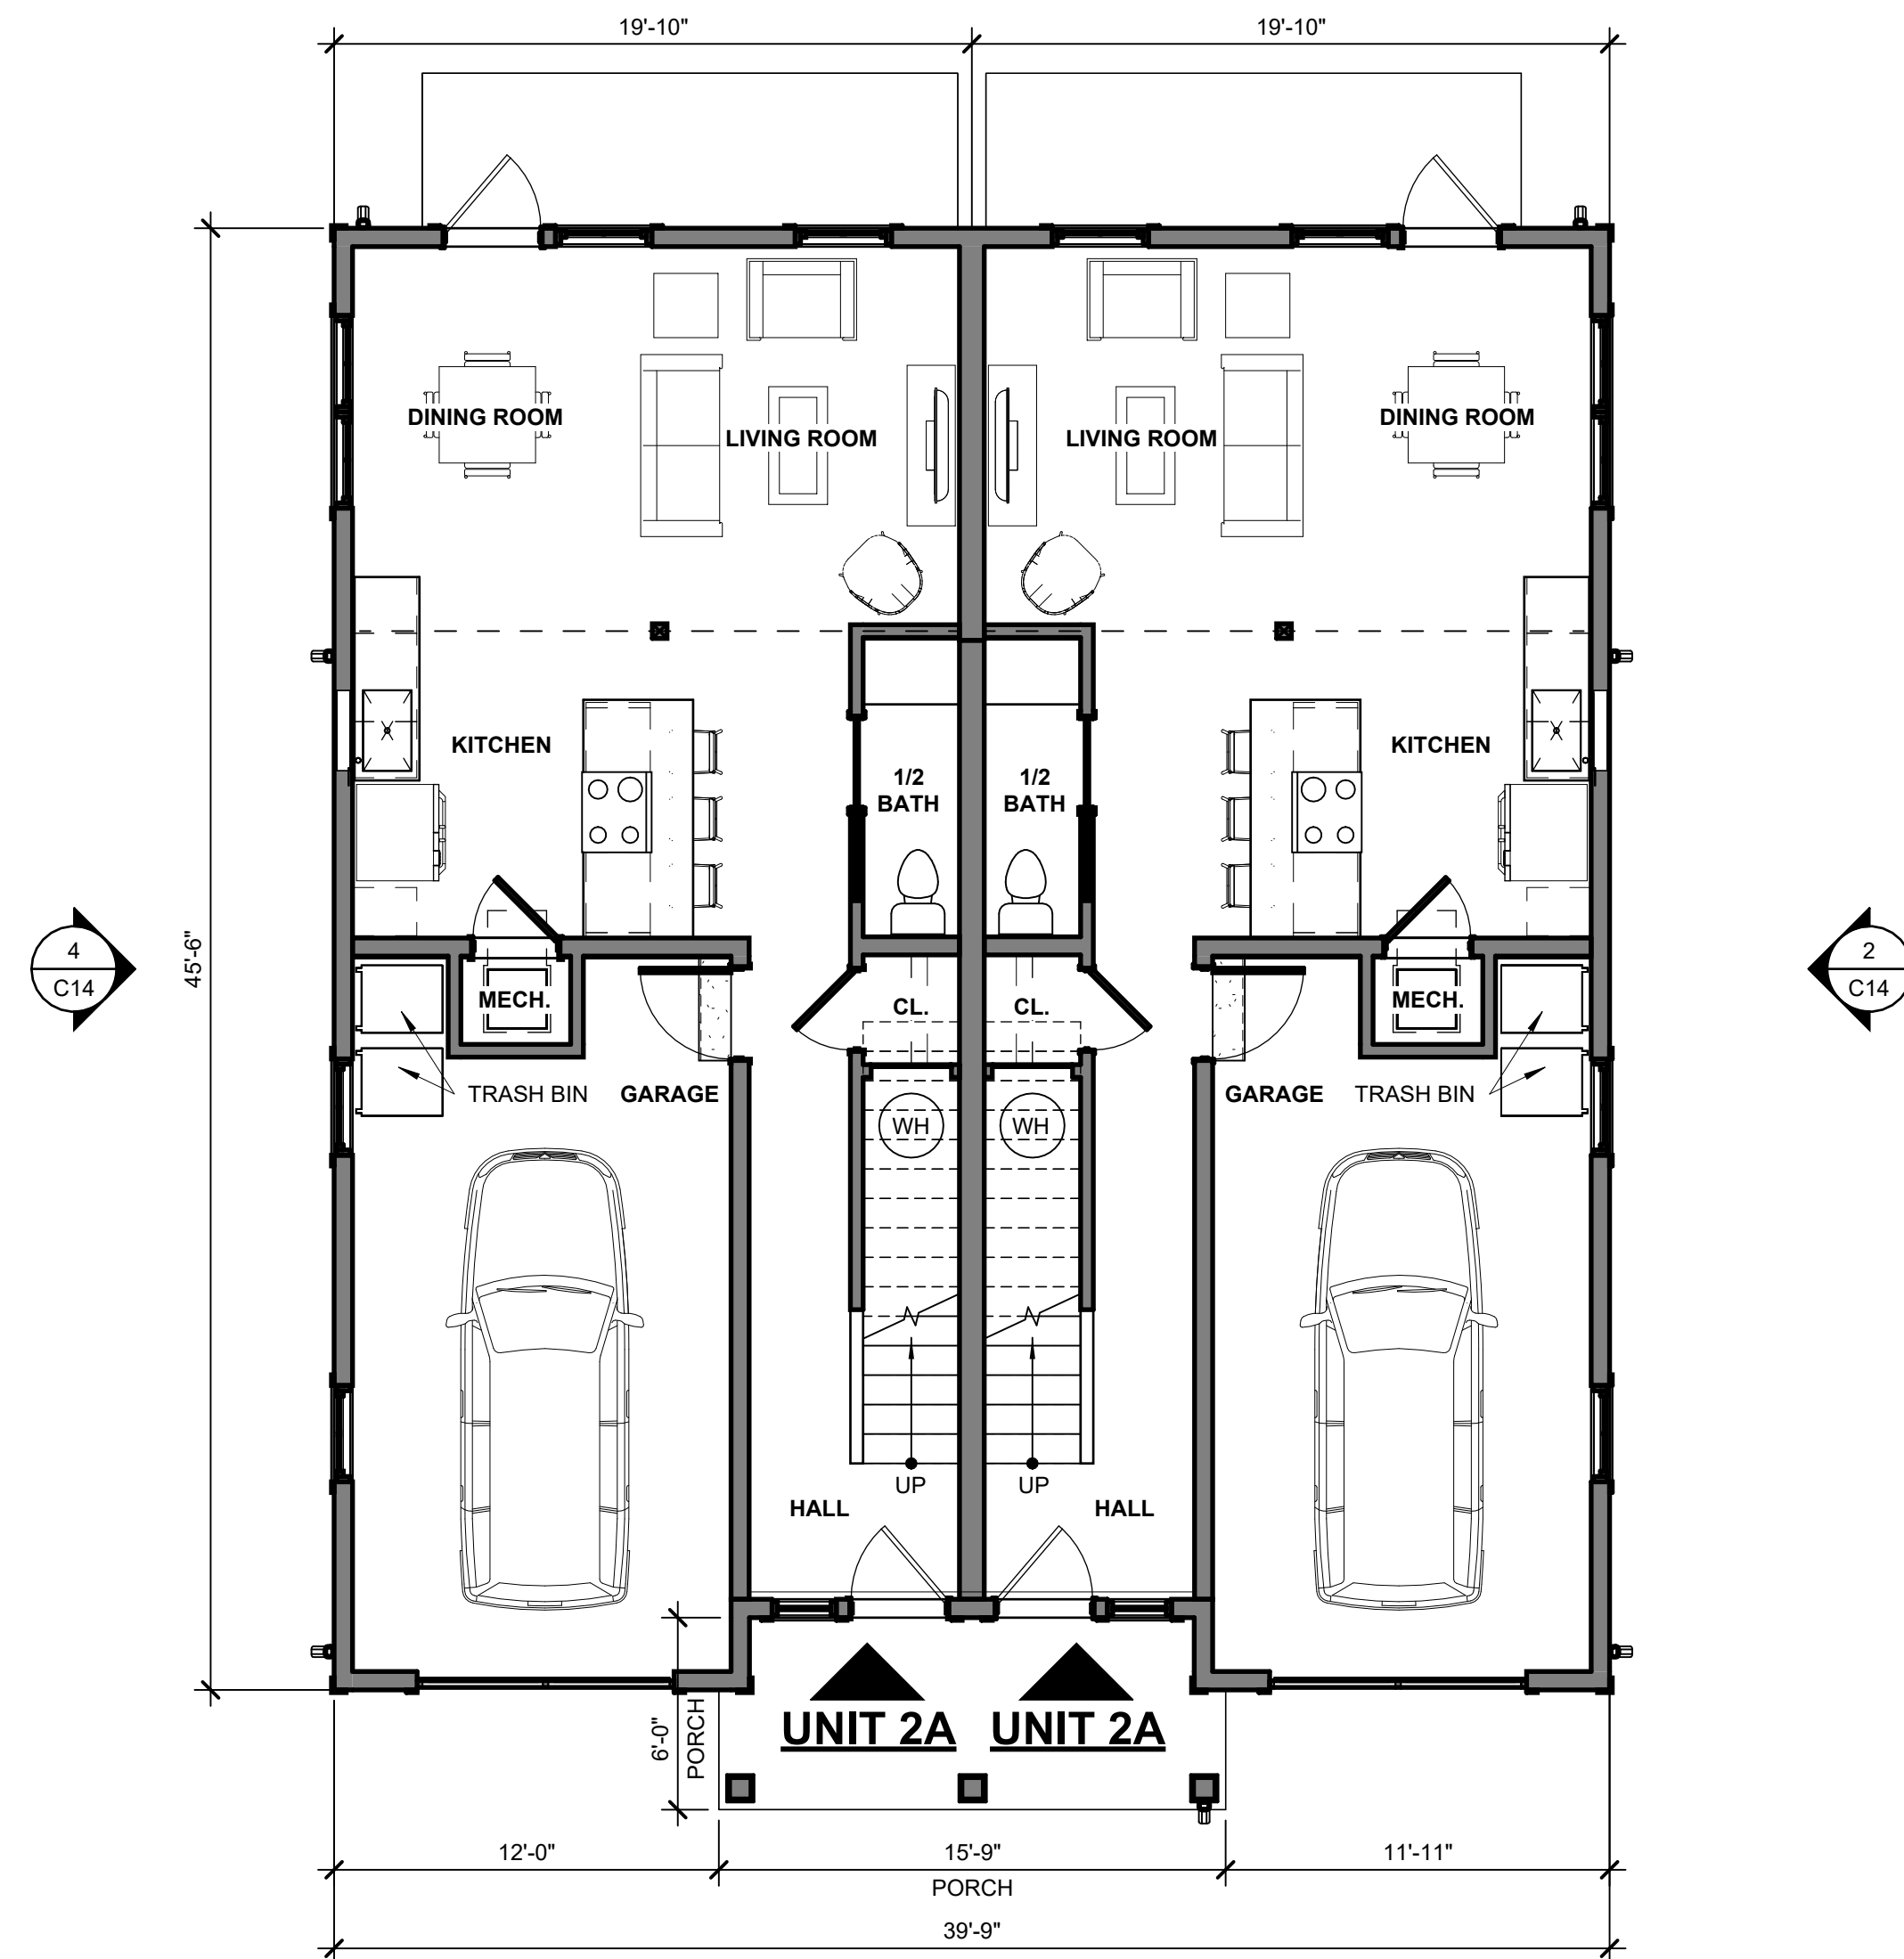 19'-10" 19'-10"
DINING ROOM DINING ROOM
LIVING ROOM LIVING ROOM
KITCHEN KITCHEN
1/2 1/2
BATH BATH
45'-6"
4
C14
2
C14
MECH. CL. CL. MECH.
TRASH BIN GARAGE GARAGE TRASH BIN
WH WH
UP UP
HALL HALL
UNIT 2A UNIT 2A
6'-0"
PORCH
12'-0" 15'-9" 11'-11"
PORCH
39'-9"